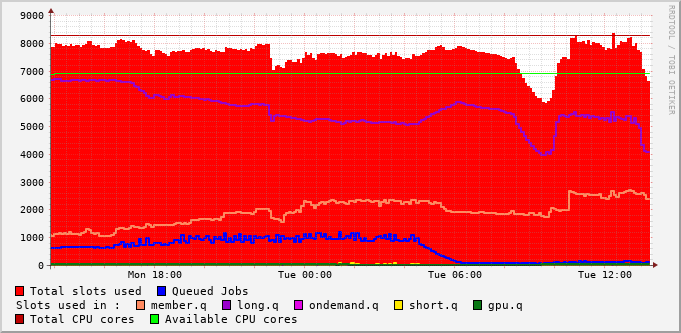 RRDTOOL / TOBI OETIKER
9000
8000
7000
6000
5000
4000
3000
2000
1000
0
Mon 18:00 Tue 00:00 Tue 06:00 Tue 12:00
Total slots used Queued Jobs
Slots used in : member.q long.q ondemand.q short.q gpu.q
Total CPU cores Available CPU cores